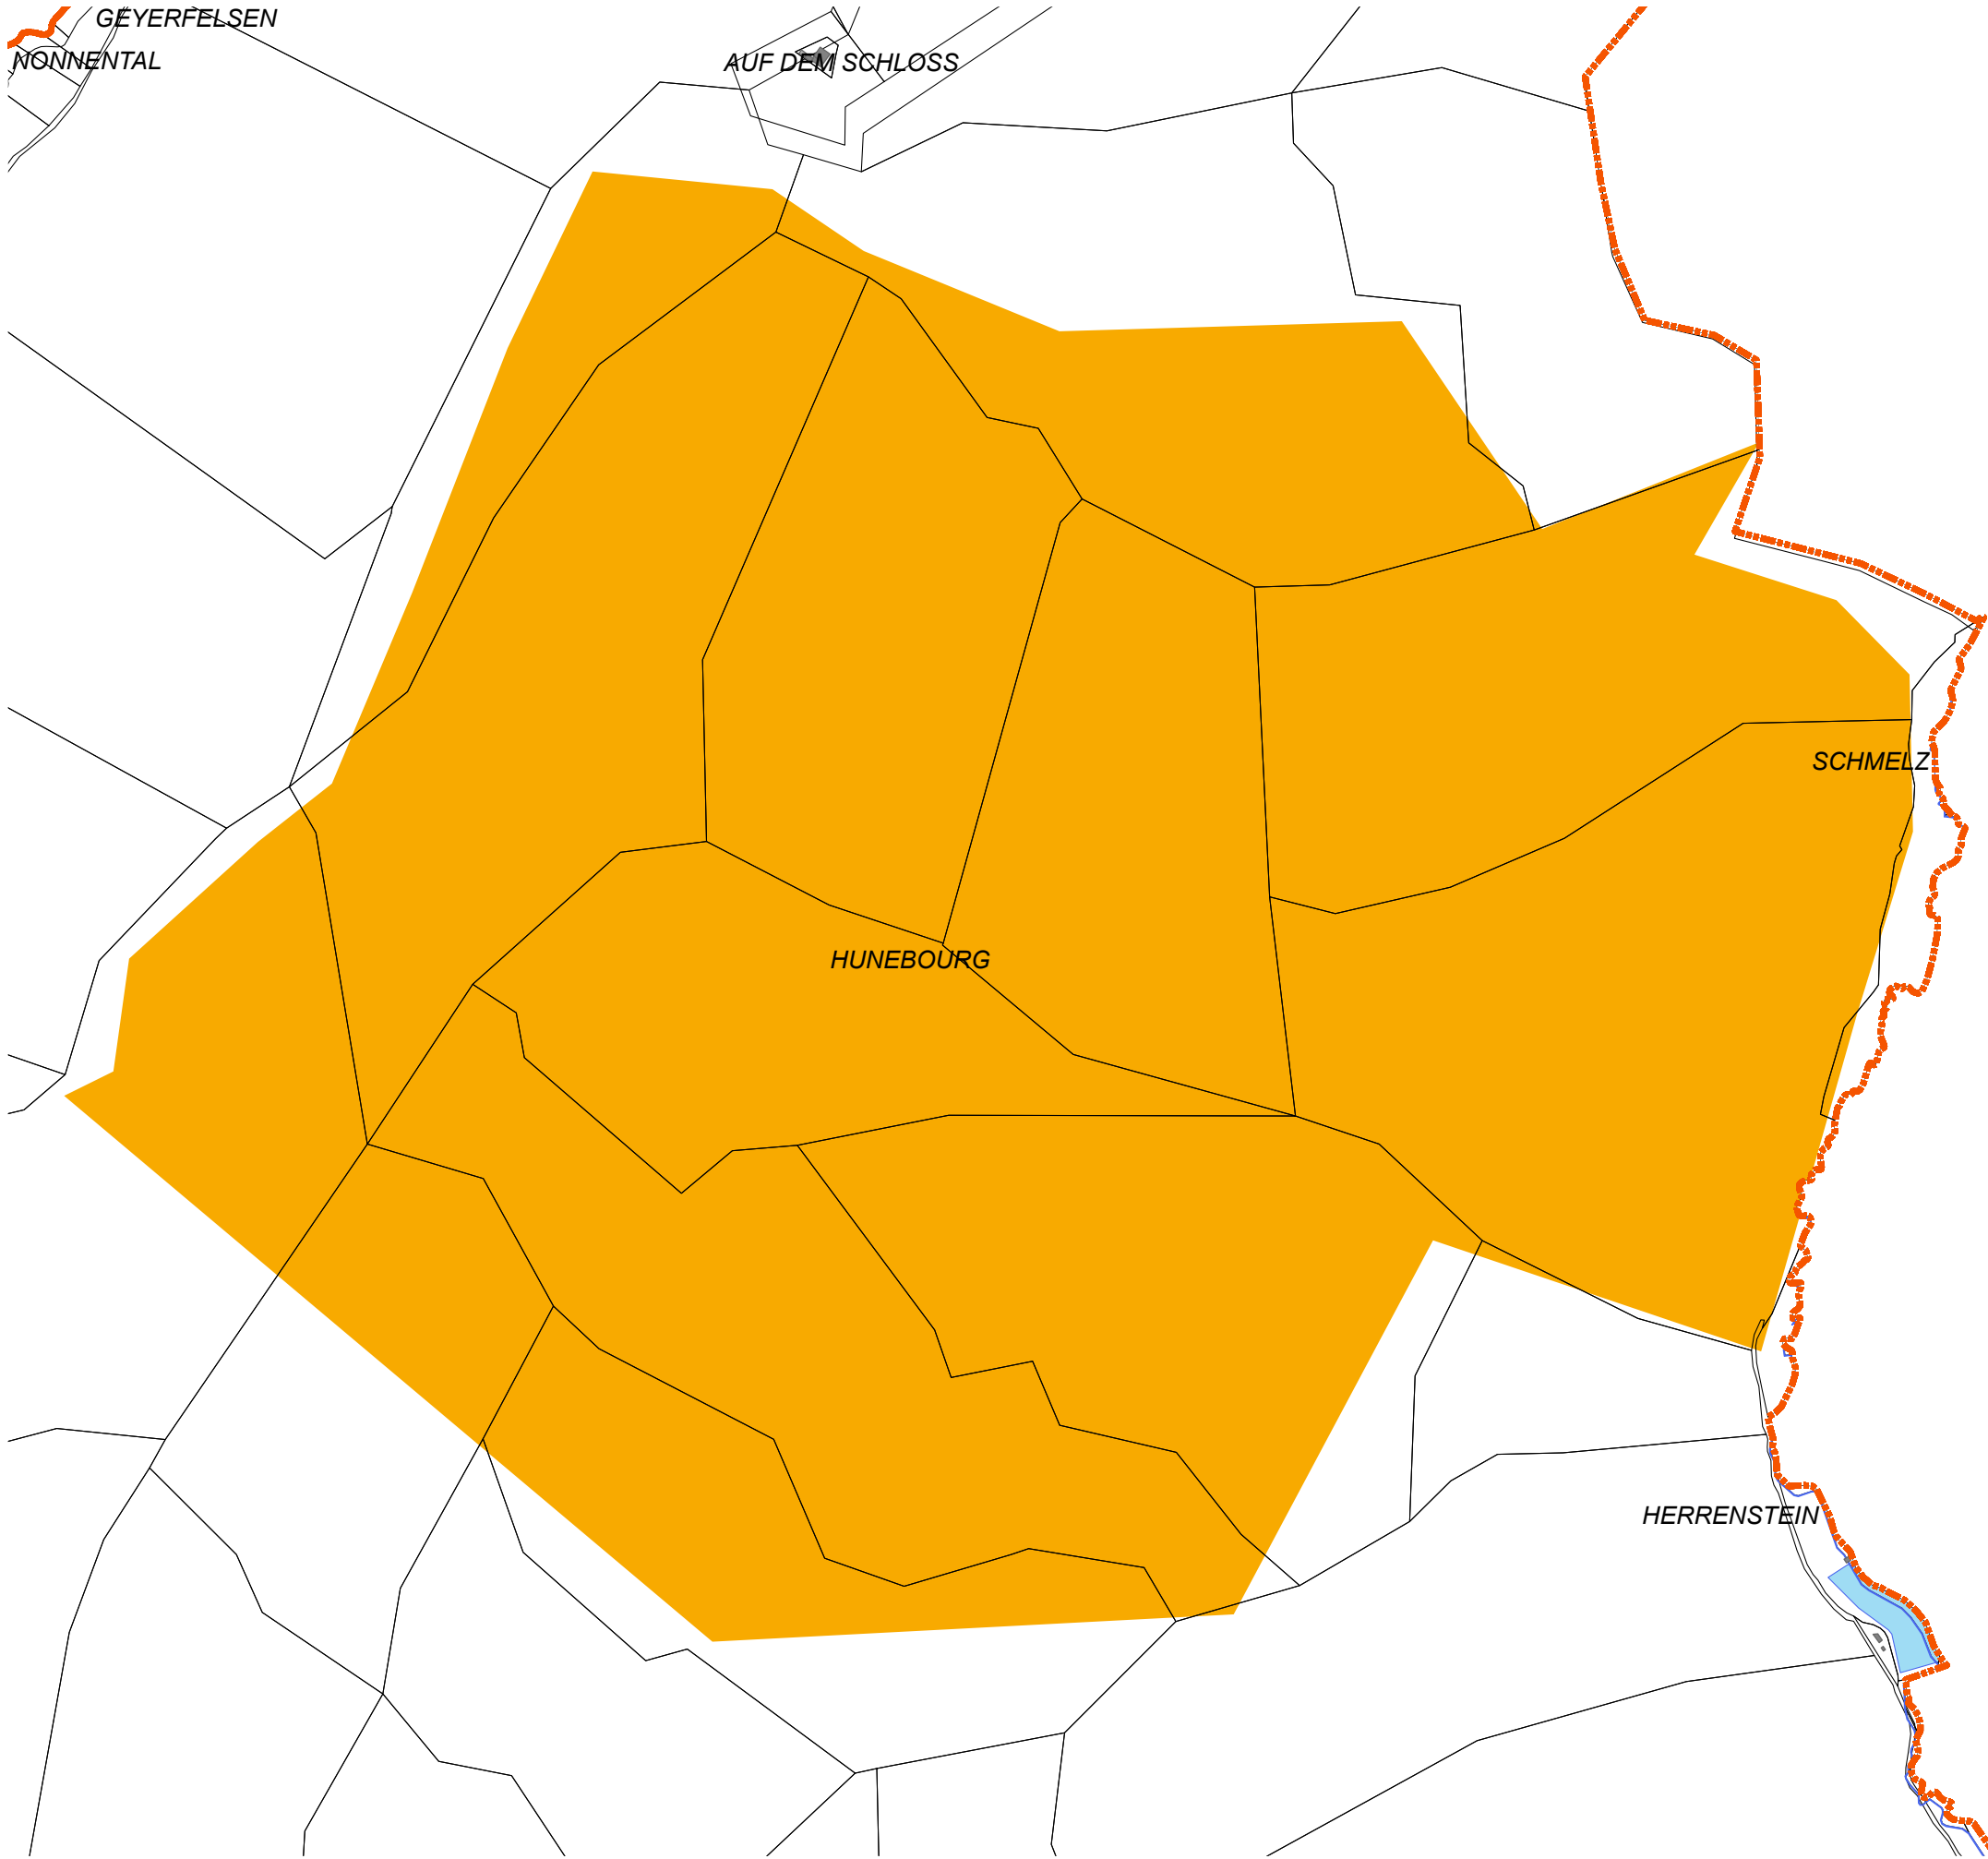 GEYERFELSEN
NONNENTAL
AUF DEM SCHLOSS
SCHMELZ
HUNEBOURG
HERRENSTEIN